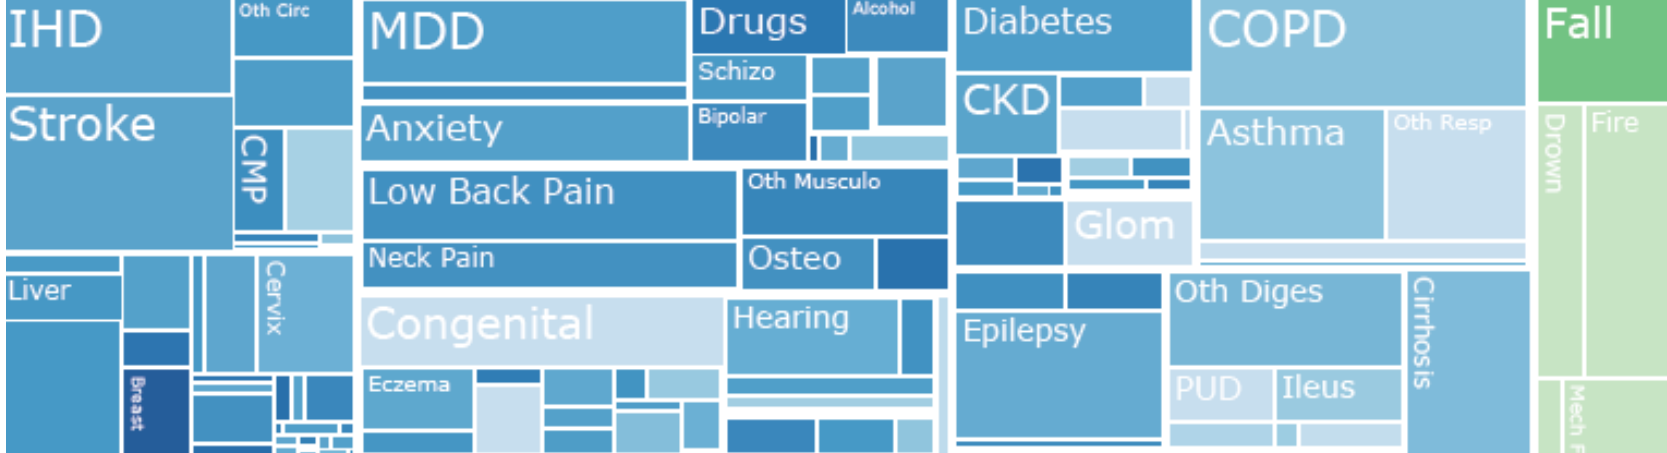 IHD
Oth Circ
Stroke
CMP
Liver
Cervix
Breast
MDD
Anxiety
Drugs
Alcohol
Schizo
Bipolar
Low Back Pain
Neck Pain
Oth Musculo
Osteo
Congenital
Hearing
Eczema
Diabetes
CKD
Glom
Epilepsy
COPD
Asthma
Oth Resp
Oth Diges
PUD
Ileus
Cirrhosis
Fall
Drown
Fire
Mech